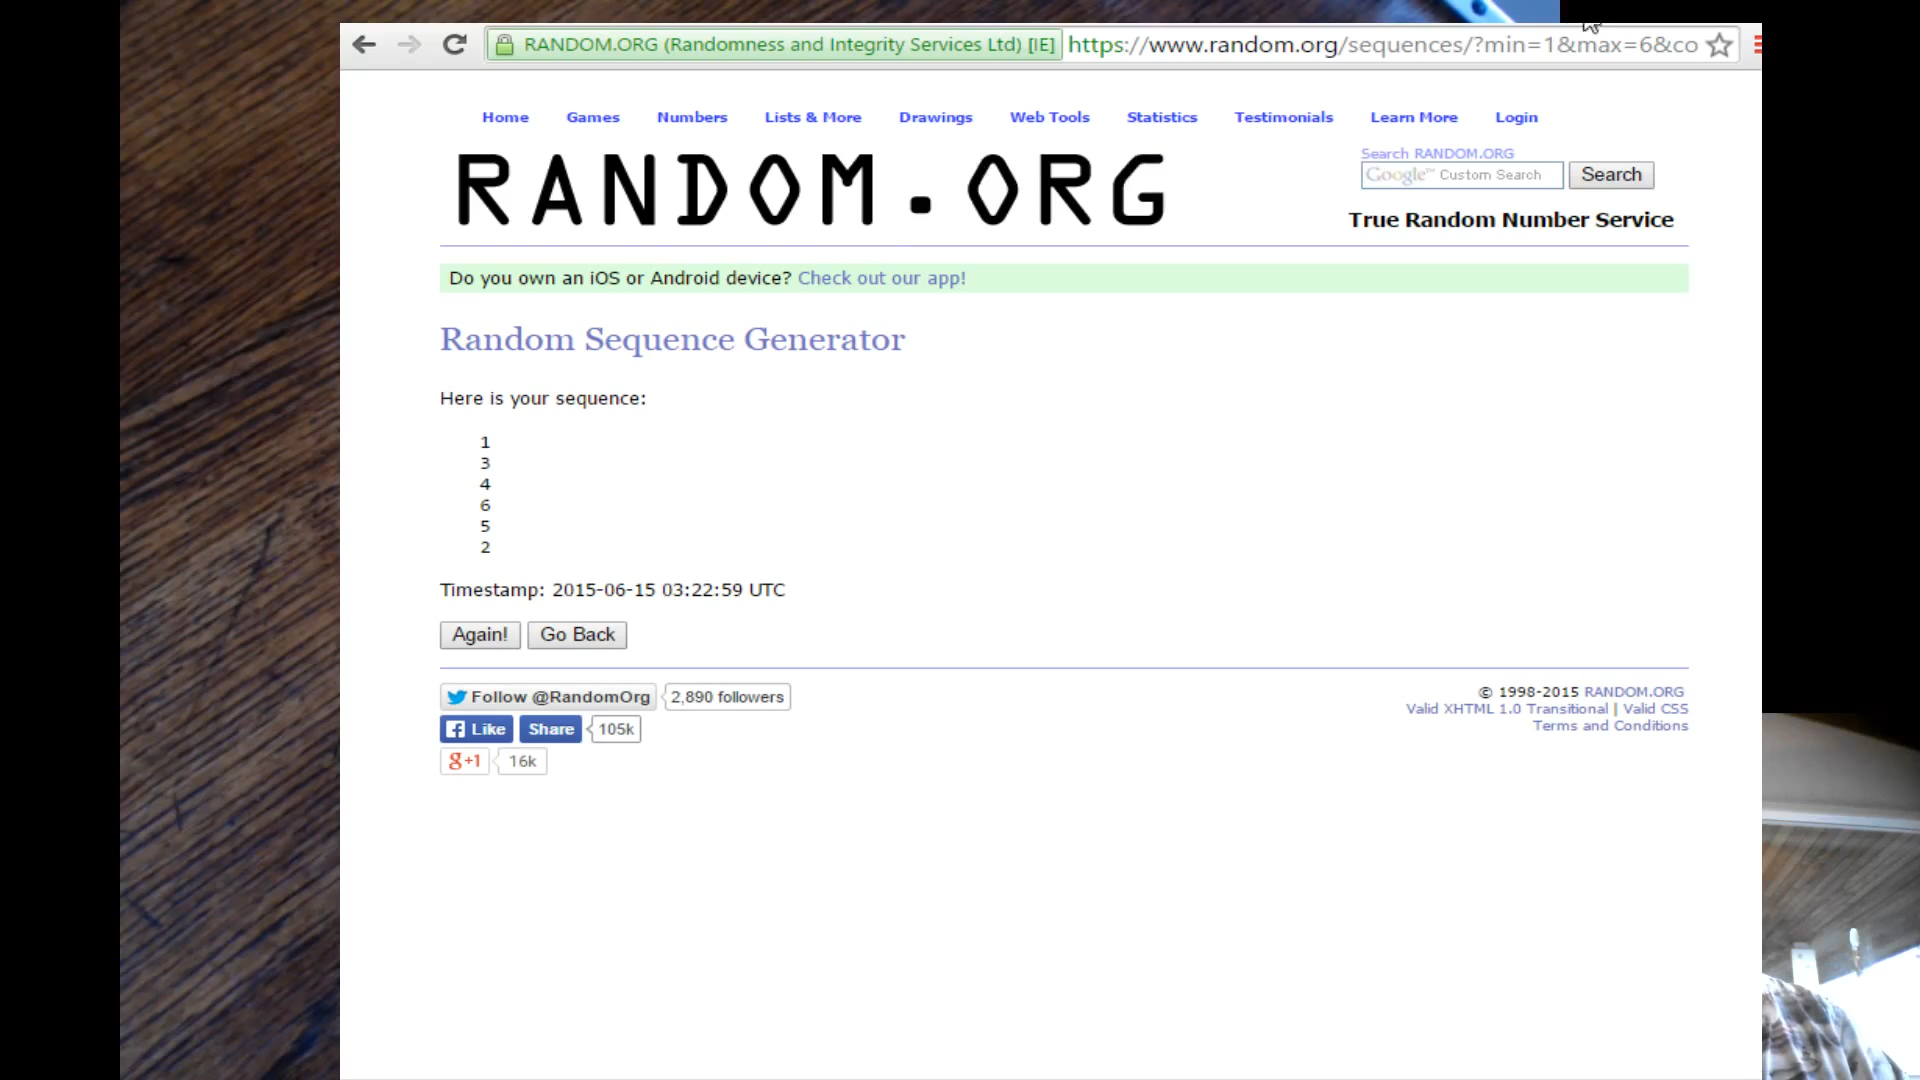 RANDOM.ORG (Randomness and Integrity Services Ltd) [IE] https://www.random.org/sequences/?min=1&max=6&co
Home Games Numbers Lists & More Drawings Web Tools Statistics Testimonials Learn More Login
RANDOM.ORG
Search RANDOM.ORG
Google™ Custom Search Search
True Random Number Service
Do you own an iOS or Android device? Check out our app!
Random Sequence Generator
Here is your sequence:
1
3
4
6
5
2
Timestamp: 2015-06-15 03:22:59 UTC
Again! Go Back
Follow @RandomOrg 2,890 followers
Like Share 105k
g+1 16k
© 1998-2015 RANDOM.ORG
Valid XHTML 1.0 Transitional | Valid CSS
Terms and Conditions